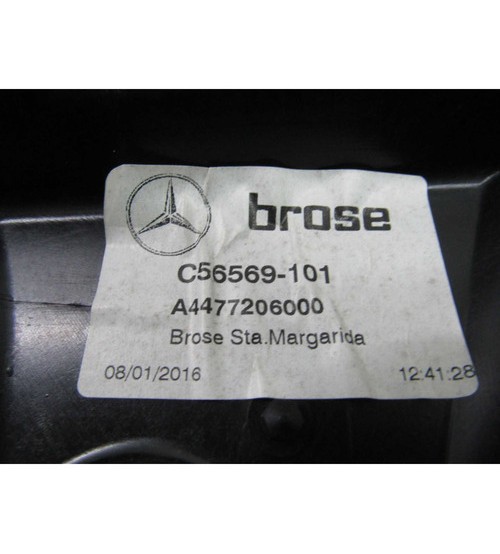 brose
C56569-101
A4477206000
Brose Sta.Margarida
08/01/2016 12:41:28